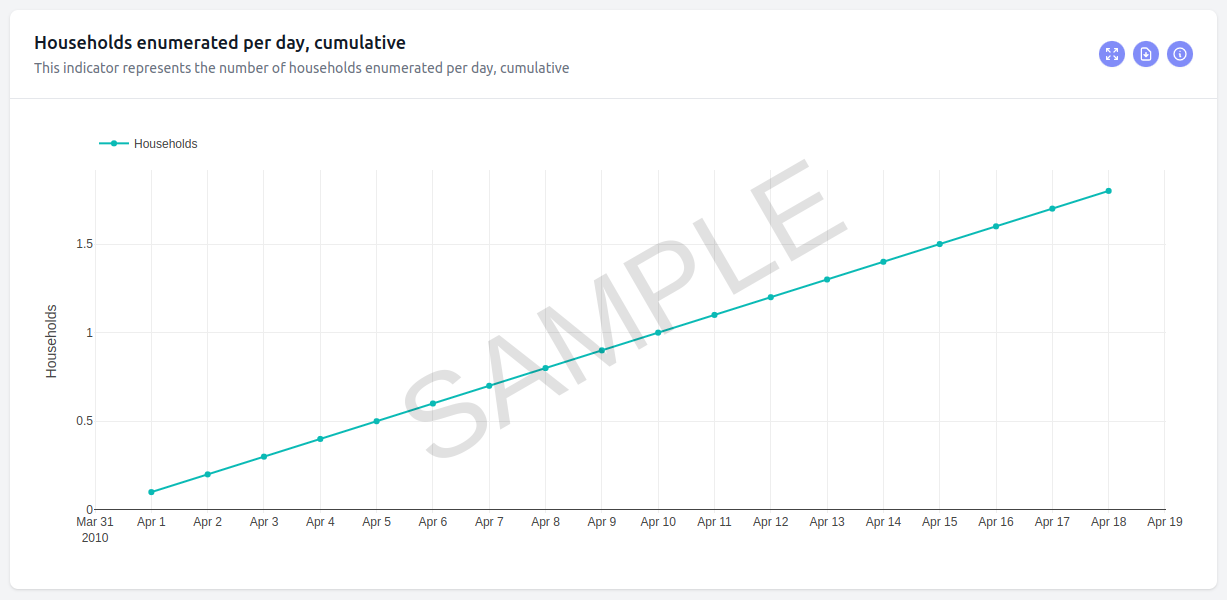 Households enumerated per day, cumulative
This indicator represents the number of households enumerated per day, cumulative
Households
SAMPLE
Households
1.5
1
0.5
0
Mar 31 Apr 1 Apr 2 Apr 3 Apr 4 Apr 5 Apr 6 Apr 7 Apr 8 Apr 9 Apr 10 Apr 11 Apr 12 Apr 13 Apr 14 Apr 15 Apr 16 Apr 17 Apr 18 Apr 19
2010